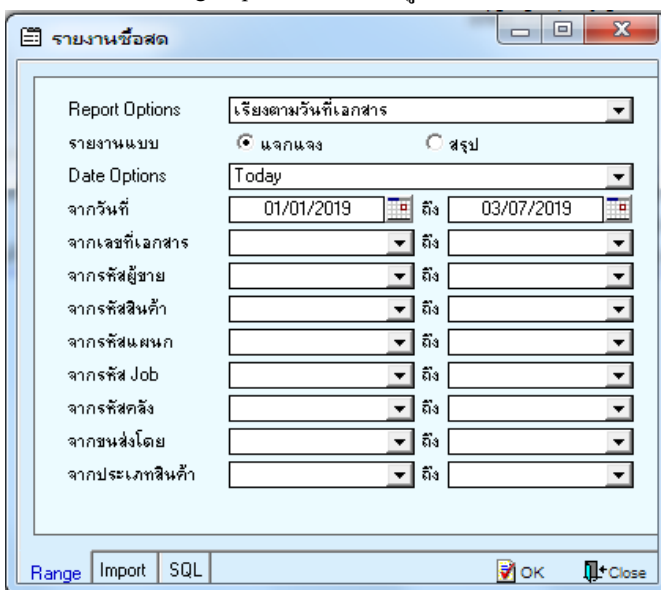 รายงานซื้อสด
Report Options เรียงตามวันที่เอกสาร
รายงานแบบ แจกแจง สรุป
Date Options Today
จากวันที่ 01/01/2019 ถึง 03/07/2019
จากเลขที่เอกสาร ถึง
จากรหัสผู้ขาย ถึง
จากรหัสสินค้า ถึง
จากรหัสแผนก ถึง
จากรหัส Job ถึง
จากรหัสคลัง ถึง
จากขนส่งโดย ถึง
จากประเภทสินค้า ถึง
Range Import SQL OK Close